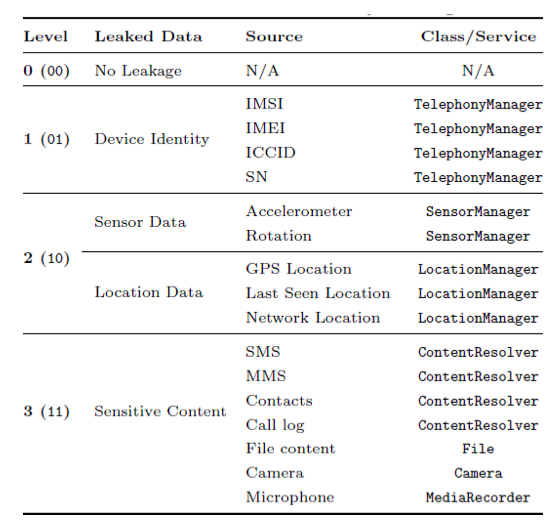 Level Leaked Data Source Class/Service
0 (00) No Leakage N/A N/A
IMSI TelephonyManager
IMEI TelephonyManager
1 (01) Device Identity
ICCID TelephonyManager
SN TelephonyManager
Accelerometer SensorManager
Sensor Data
Rotation SensorManager
2 (10)
GPS Location LocationManager
Location Data Last Seen Location LocationManager
Network Location LocationManager
SMS ContentResolver
MMS ContentResolver
Contacts ContentResolver
3 (11) Sensitive Content
Call log ContentResolver
File content File
Camera Camera
Microphone MediaRecorder